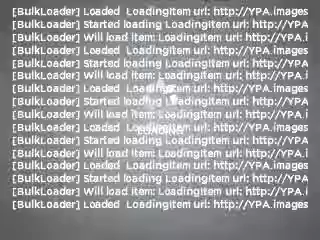 [BulkLoader] Loaded LoadingItem url: http://YPA.images
[BulkLoader] Started loading LoadingItem url: http://YPA
[BulkLoader] Will load item: LoadingItem url: http://YPA.i
[BulkLoader] Loaded LoadingItem url: http://YPA.images
[BulkLoader] Started loading LoadingItem url: http://YPA
[BulkLoader] Will load item: LoadingItem url: http://YPA.i
[BulkLoader] Loaded LoadingItem url: http://YPA.images
[BulkLoader] Started loading LoadingItem url: http://YPA
[BulkLoader] Will load item: LoadingItem url: http://YPA.i
[BulkLoader] Loaded LoadingItem url: http://YPA.images
LOADING
[BulkLoader] Started loading LoadingItem url: http://YPA
[BulkLoader] Will load item: LoadingItem url: http://YPA.i
[BulkLoader] Loaded LoadingItem url: http://YPA.images
[BulkLoader] Started loading LoadingItem url: http://YPA
[BulkLoader] Will load item: LoadingItem url: http://YPA.i
[BulkLoader] Loaded LoadingItem url: http://YPA.images